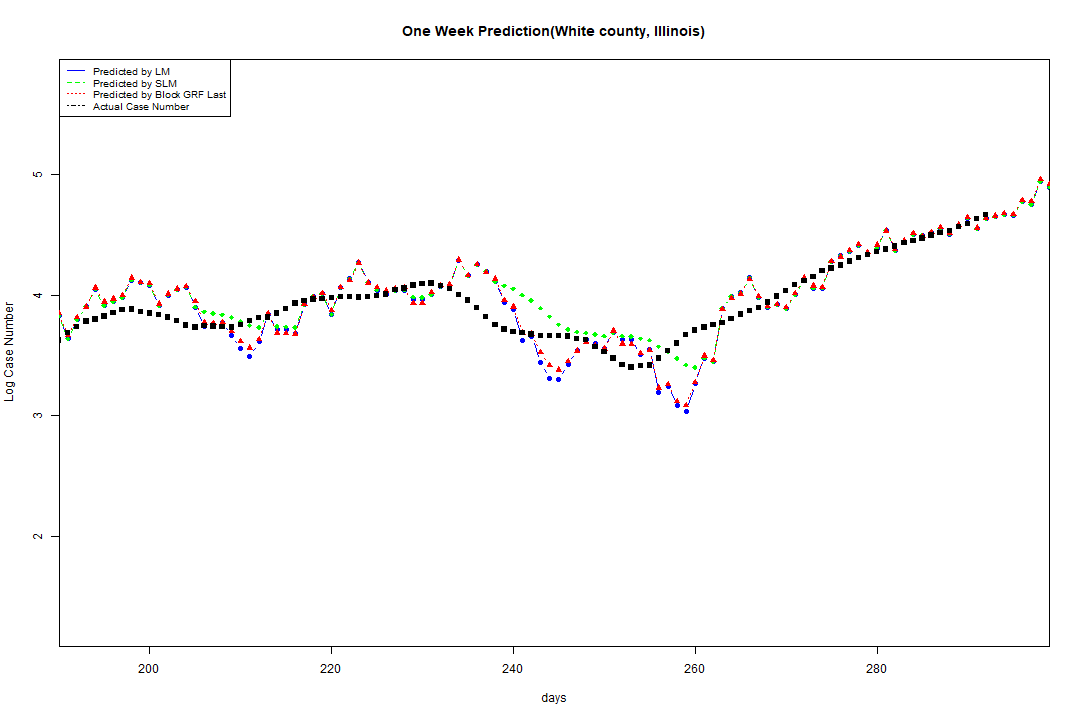 One Week Prediction(White county, Illinois)
Predicted by LM
Predicted by SLM
Predicted by Block GRF Last
Actual Case Number
5
4
3
2
Log Case Number
200
220
240
260
280
days